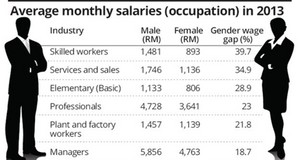 Average monthly salaries (occupation) in 2013
Industry Male (RM) Female (RM) Gender wage gap (%)
Skilled workers 1,481 893 39.7
Services and sales 1,746 1,136 34.9
Elementary (Basic) 1,133 806 28.9
Professionals 4,728 3,641 23
Plant and factory workers 1,457 1,139 21.8
Managers 5,856 4,763 18.7